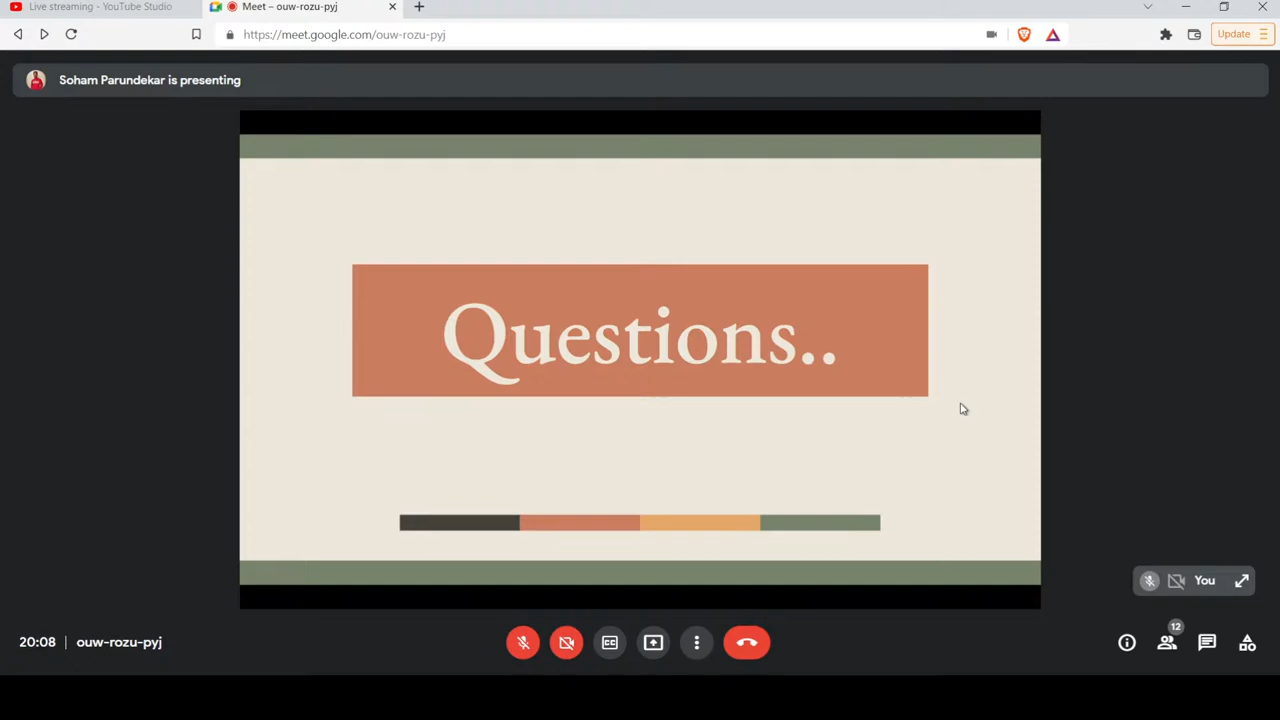 Live streaming - YouTube Studio
Meet – ouw-rozu-pyj
https://meet.google.com/ouw-rozu-pyj
Update
Soham Parundekar is presenting
Questions..
You
20:08 | ouw-rozu-pyj
CC
12